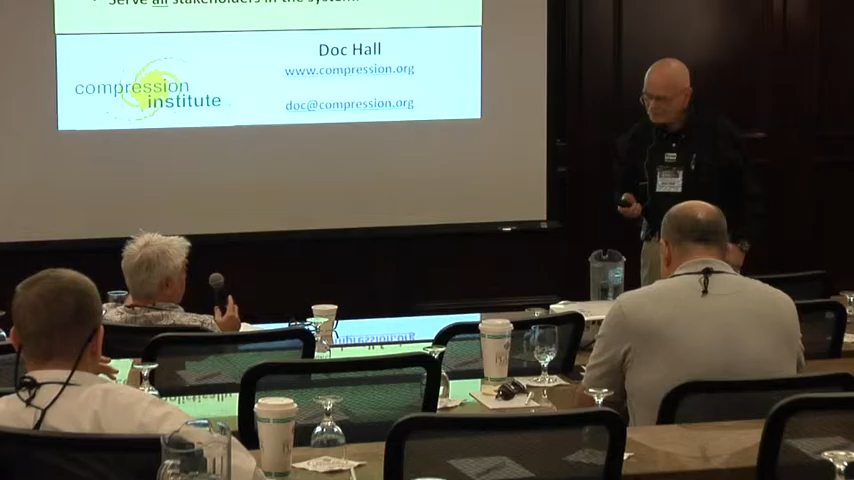 Serve all stakeholders in the system.
Doc Hall
www.compression.org
compression
institute
doc@compression.org